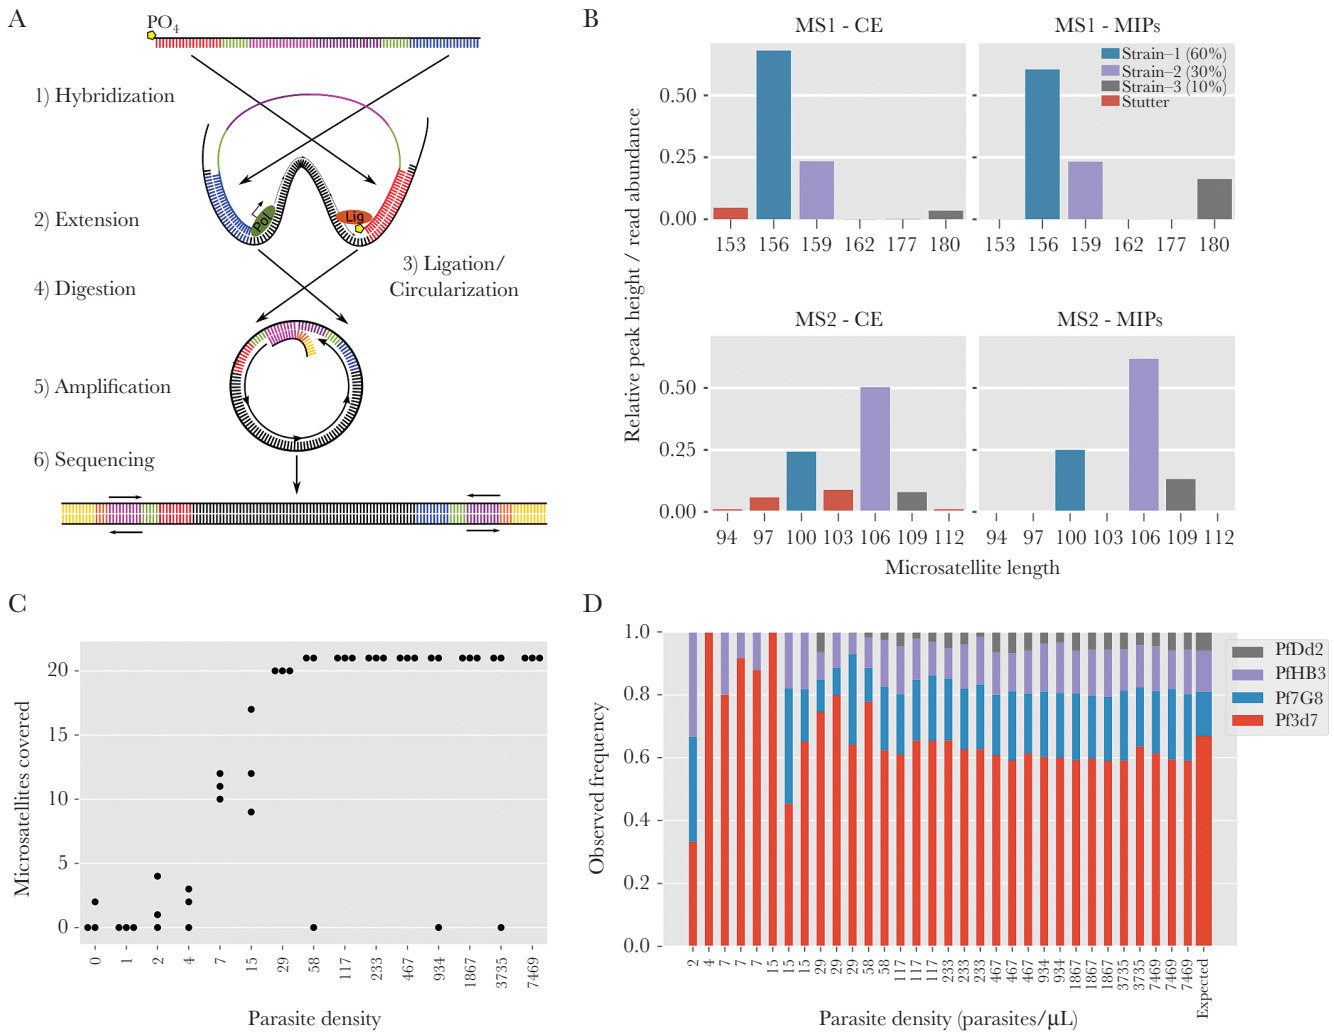 A
PO4
1) Hybridization
Pol
Lig
2) Extension
3) Ligation/
Circularization
4) Digestion
5) Amplification
6) Sequencing
B
MS1 - CE
MS1 - MIPs
Strain–1 (60%)
Strain–2 (30%)
Strain–3 (10%)
Stutter
0.50
0.25
0.00
153 156 159 162 177 180
153 156 159 162 177 180
Relative peak height / read abundance
MS2 - CE
MS2 - MIPs
0.50
0.25
0.00
94 97 100 103 106 109 112
94 97 100 103 106 109 112
Microsatellite length
C
Microsatellites covered
20
15
10
5
0
0 1 2 4 7 15 29 58 117 233 467 934 1867 3735 7469
Parasite density
D
Observed frequency
1.0
0.8
0.6
0.4
0.2
0.0
PfDd2
PfHB3
Pf7G8
Pf3d7
2 4 7 7 7 15 15 15 29 29 29 58 58 117 117 117 233 233 233 467 467 467 934 934 1867 1867 1867 3735 3735 7469 7469 7469 Expected
Parasite density (parasites/μL)